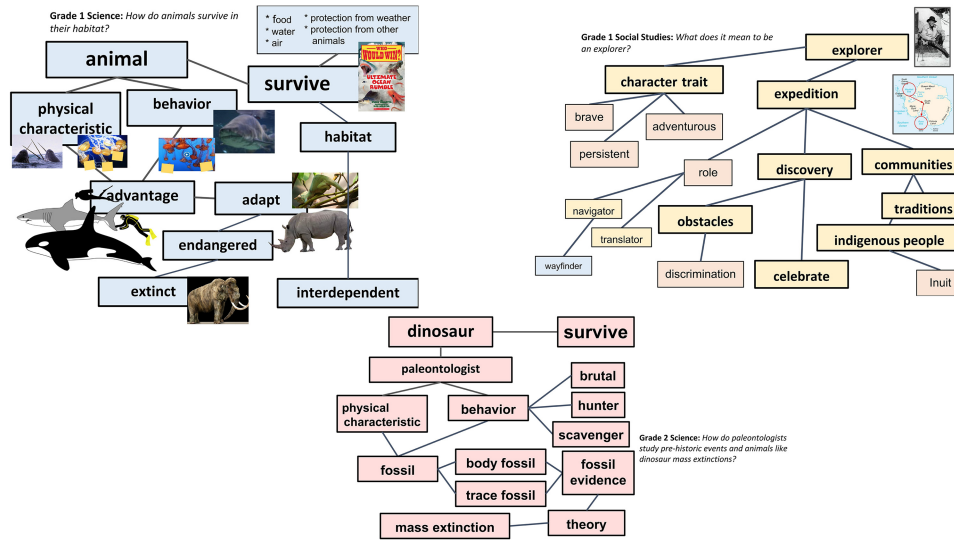 Grade 1 Science: How do animals survive in
their habitat?
* food
* water
* air
* protection from weather
* protection from other
animals
animal
survive
WHO
WOULD WIN?
ULTIMATE
OCEAN
RUMBLE
physical
characteristic
behavior
habitat
advantage
adapt
endangered
extinct
interdependent
Grade 1 Social Studies: What does it mean to be
an explorer?
explorer
character trait
expedition
brave
adventurous
persistent
role
discovery
communities
navigator
obstacles
traditions
translator
indigenous people
wayfinder
discrimination
celebrate
Inuit
dinosaur
survive
paleontologist
brutal
physical
characteristic
behavior
hunter
scavenger
Grade 2 Science: How do paleontologists
study pre-historic events and animals like
dinosaur mass extinctions?
fossil
body fossil
trace fossil
fossil
evidence
mass extinction
theory